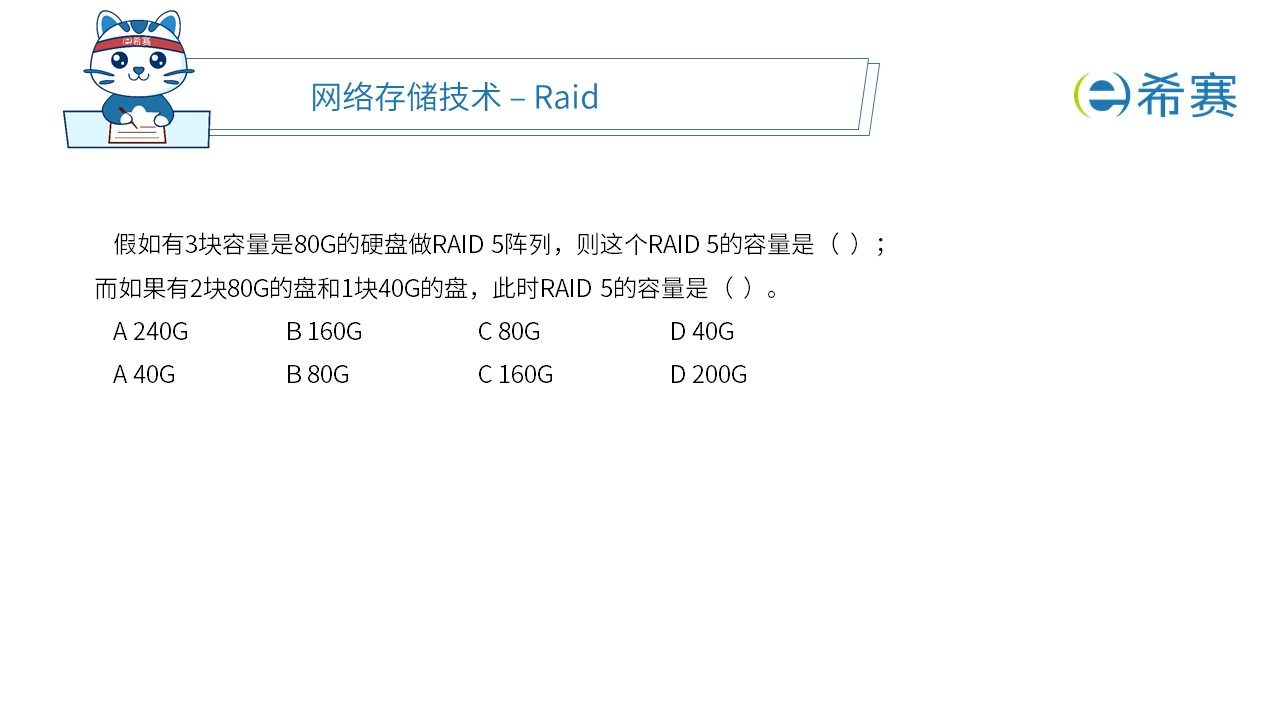 希赛
网络存储技术 – Raid
希赛
假如有3块容量是80G的硬盘做RAID 5阵列，则这个RAID 5的容量是（ ）；
而如果有2块80G的盘和1块40G的盘，此时RAID 5的容量是（ ）。
A 240G B 160G C 80G D 40G
A 40G B 80G C 160G D 200G